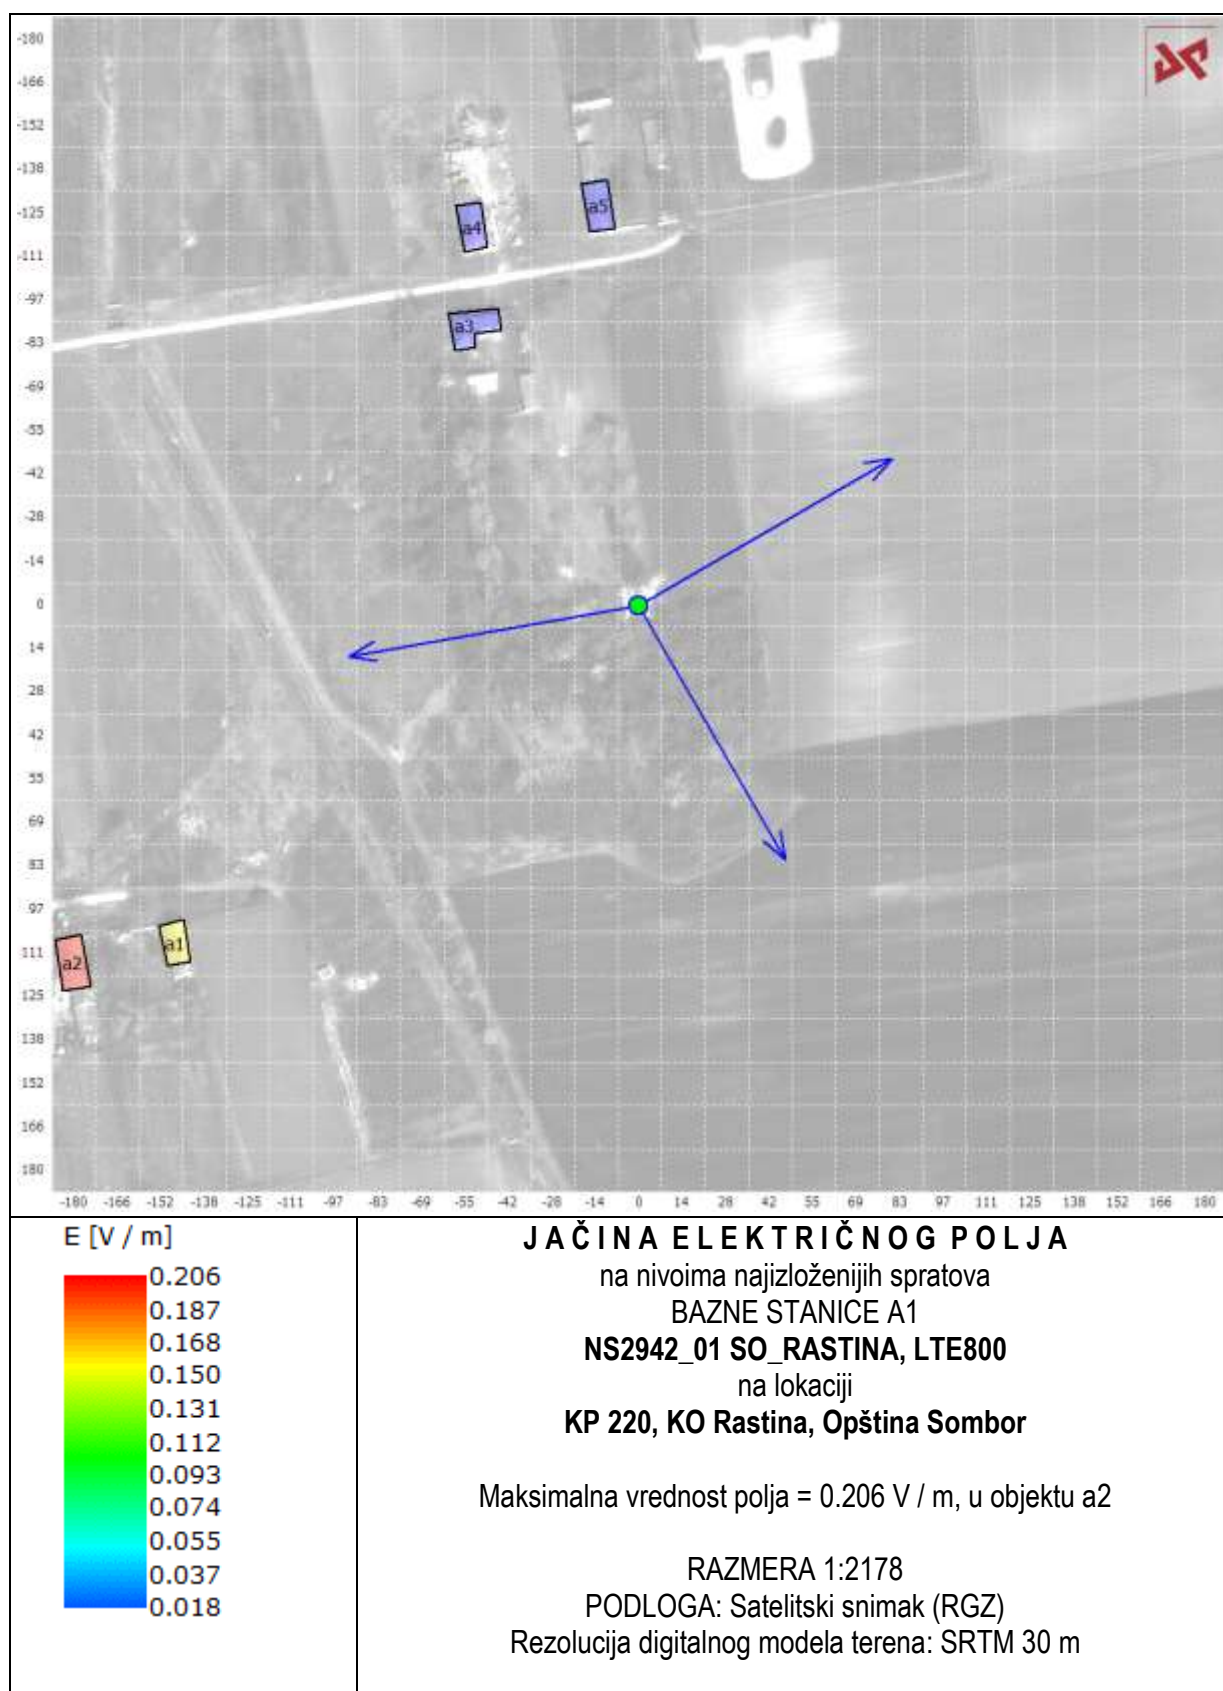 -180
-166
-152
-138
-125
-111
-97
-83
-69
-55
-42
-28
-14
0
14
28
42
55
69
83
97
111
125
138
152
166
180
a5
a4
a3
a1
a2
-180 -166 -152 -138 -125 -111 -97 -83 -69 -55 -42 -28 -14 0 14 28 42 55 69 83 97 111 125 138 152 166 180
E [V / m]
0.206
0.187
0.168
0.150
0.131
0.112
0.093
0.074
0.055
0.037
0.018
JAČINA ELEKTRIČNOG POLJA
na nivoima najizloženijih spratova
BAZNE STANICE A1
NS2942_01 SO_RASTINA, LTE800
na lokaciji
KP 220, KO Rastina, Opština Sombor
Maksimalna vrednost polja = 0.206 V / m, u objektu a2
RAZMERA 1:2178
PODLOGA: Satelitski snimak (RGZ)
Rezolucija digitalnog modela terena: SRTM 30 m